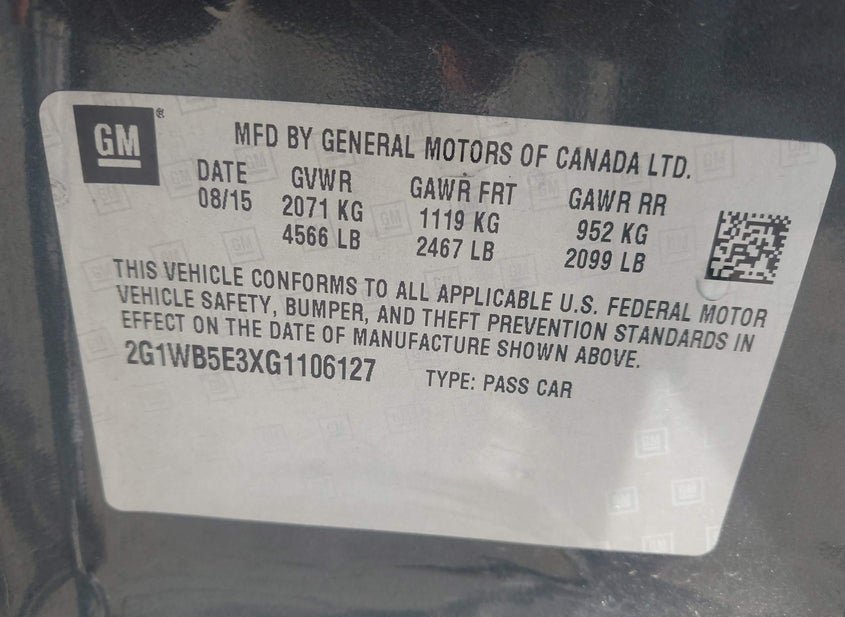 GM ®
MFD BY GENERAL MOTORS OF CANADA LTD.
DATE GVWR GAWR FRT GAWR RR
08/15 2071 KG 1119 KG 952 KG
4566 LB 2467 LB 2099 LB
THIS VEHICLE CONFORMS TO ALL APPLICABLE U.S. FEDERAL MOTOR
VEHICLE SAFETY, BUMPER, AND THEFT PREVENTION STANDARDS IN
EFFECT ON THE DATE OF MANUFACTURE SHOWN ABOVE.
2G1WB5E3XG1106127 TYPE: PASS CAR